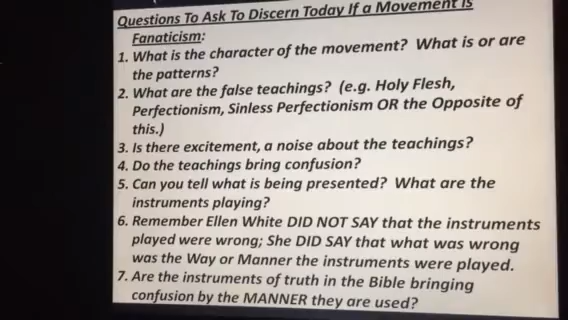 Questions To Ask To Discern Today If a Movement is
Fanaticism:
1. What is the character of the movement? What is or are
the patterns?
2. What are the false teachings? (e.g. Holy Flesh,
Perfectionism, Sinless Perfectionism OR the Opposite of
this.)
3. Is there excitement, a noise about the teachings?
4. Do the teachings bring confusion?
5. Can you tell what is being presented? What are the
instruments playing?
6. Remember Ellen White DID NOT SAY that the instruments
played were wrong; She DID SAY that what was wrong
was the Way or Manner the instruments were played.
7. Are the instruments of truth in the Bible bringing
confusion by the MANNER they are used?